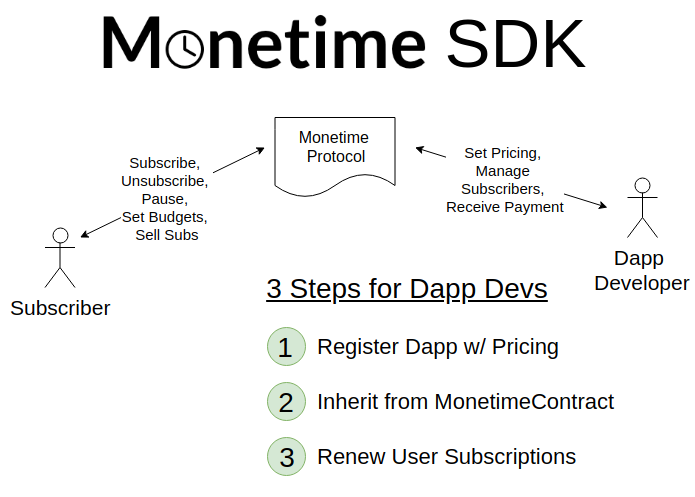 Monetime SDK
Monetime
Protocol
Subscribe,
Unsubscribe,
Pause,
Set Budgets,
Sell Subs
Set Pricing,
Manage
Subscribers,
Receive Payment
Subscriber
Dapp
Developer
3 Steps for Dapp Devs
1 Register Dapp w/ Pricing
2 Inherit from MonetimeContract
3 Renew User Subscriptions